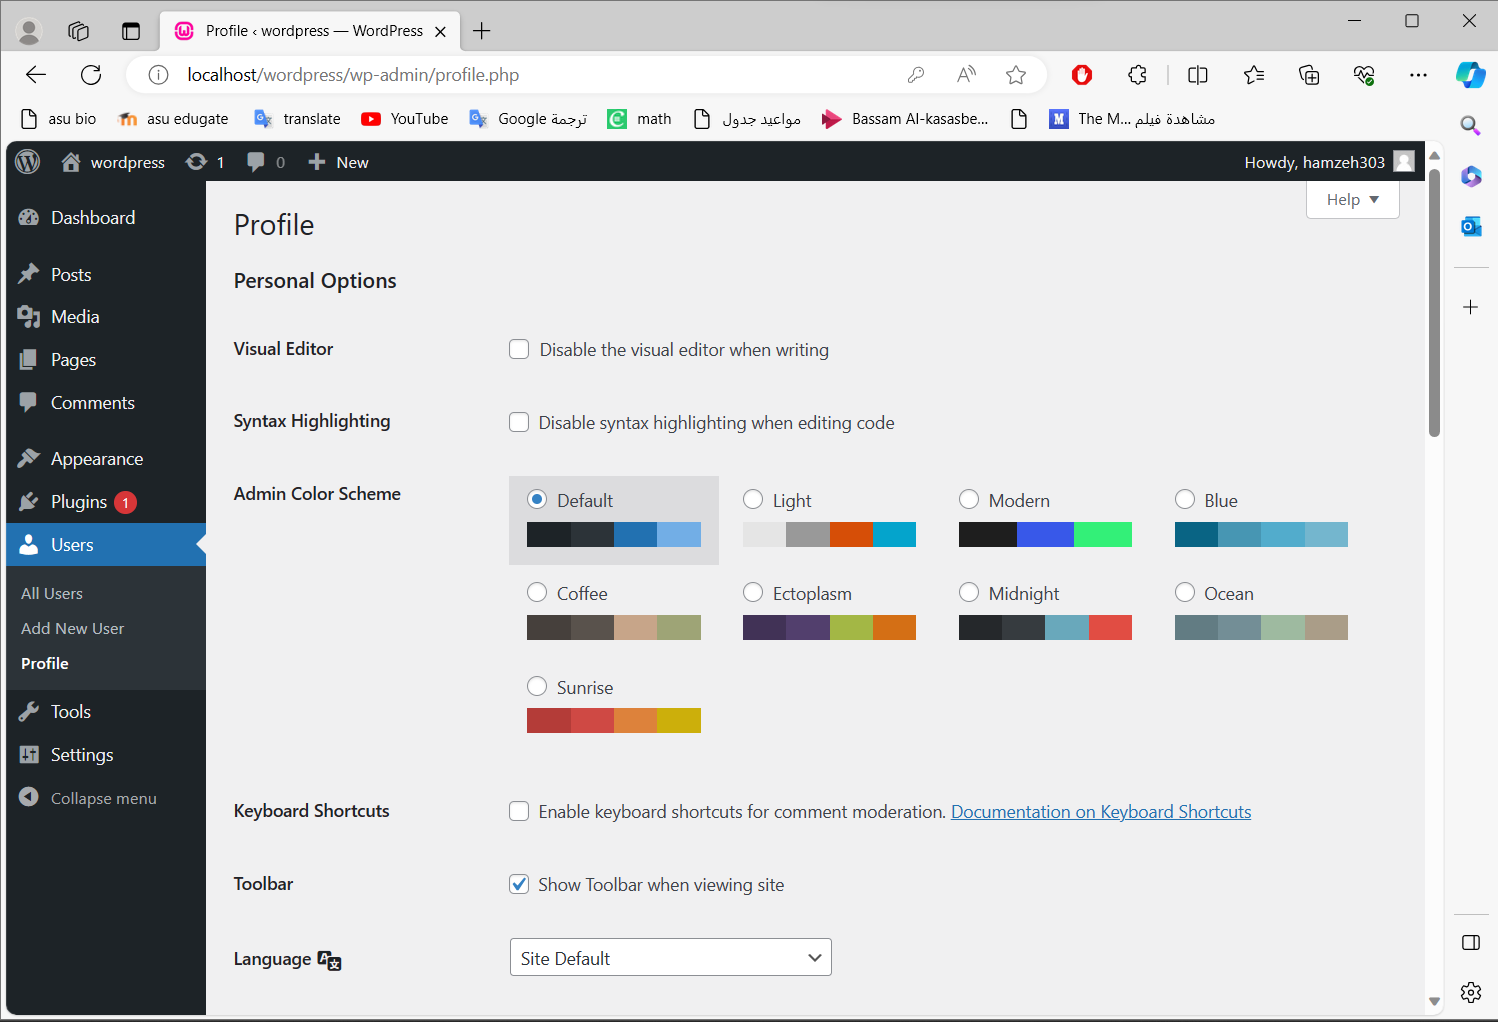 Profile ‹ wordpress — WordPress
localhost/wordpress/wp-admin/profile.php
asu bio asu edugate translate YouTube ترجمة Google math مواعيد جدول Bassam Al-kasasbe... The M... مشاهدة فيلم
wordpress 1 0 New Howdy, hamzeh303
Help
Dashboard
Posts
Media
Pages
Comments
Appearance
Plugins 1
Users
All Users
Add New User
Profile
Tools
Settings
Collapse menu
Profile
Personal Options
Visual Editor Disable the visual editor when writing
Syntax Highlighting Disable syntax highlighting when editing code
Admin Color Scheme
Default Light Modern Blue
Coffee Ectoplasm Midnight Ocean
Sunrise
Keyboard Shortcuts Enable keyboard shortcuts for comment moderation. Documentation on Keyboard Shortcuts
Toolbar Show Toolbar when viewing site
Language Site Default